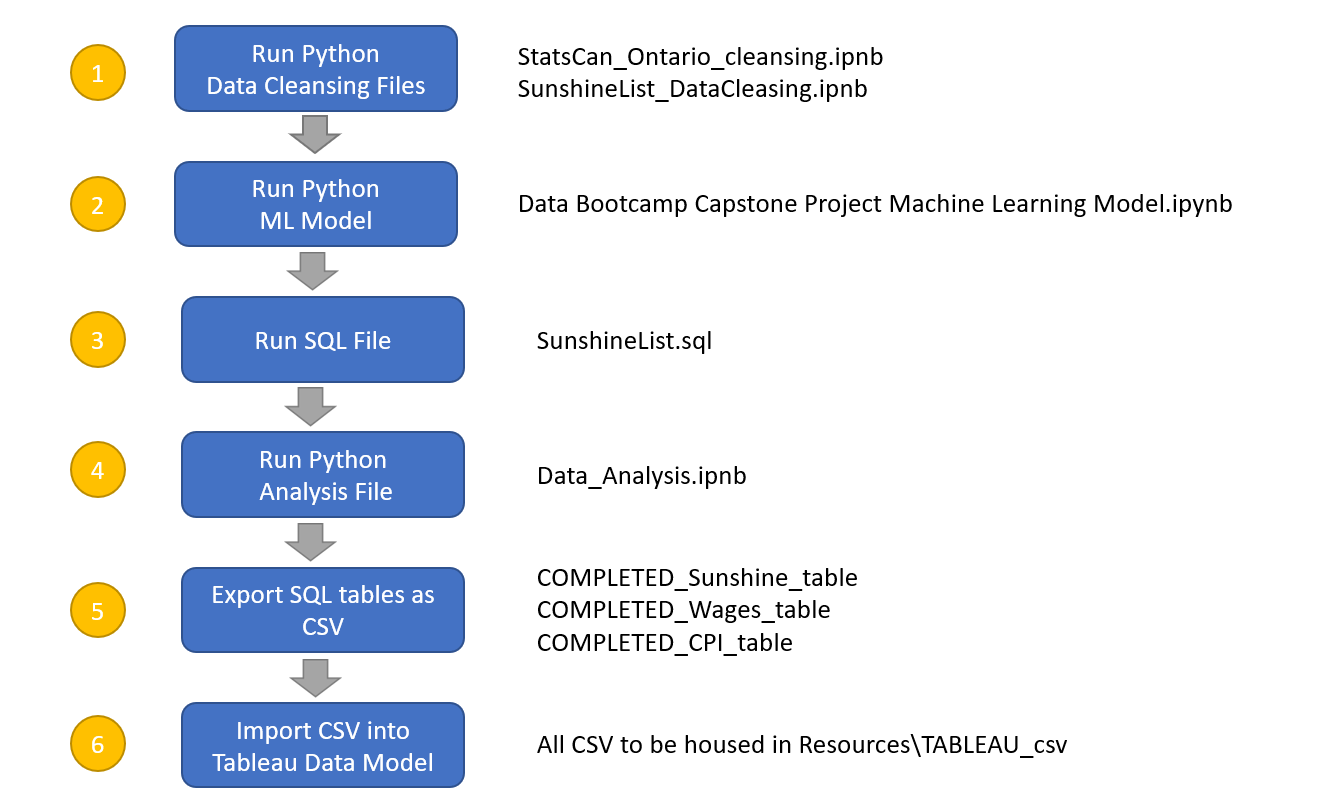 1
Run Python
Data Cleansing Files
StatsCan_Ontario_cleansing.ipnb
SunshineList_DataCleasing.ipnb
2
Run Python
ML Model
Data Bootcamp Capstone Project Machine Learning Model.ipynb
3
Run SQL File
SunshineList.sql
4
Run Python
Analysis File
Data_Analysis.ipnb
5
Export SQL tables as
CSV
COMPLETED_Sunshine_table
COMPLETED_Wages_table
COMPLETED_CPI_table
6
Import CSV into
Tableau Data Model
All CSV to be housed in Resources\TABLEAU_csv